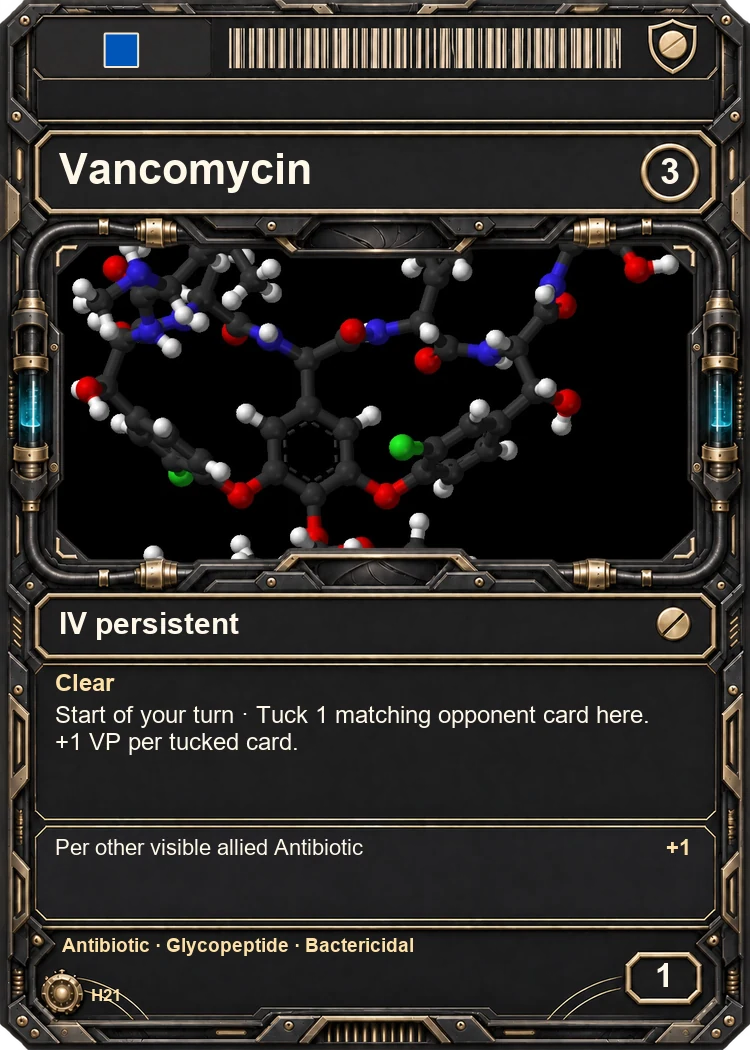 Vancomycin
3
IV persistent
Clear
Start of your turn · Tuck 1 matching opponent card here.
+1 VP per tucked card.
Per other visible allied Antibiotic +1
Antibiotic · Glycopeptide · Bactericidal
H21
1